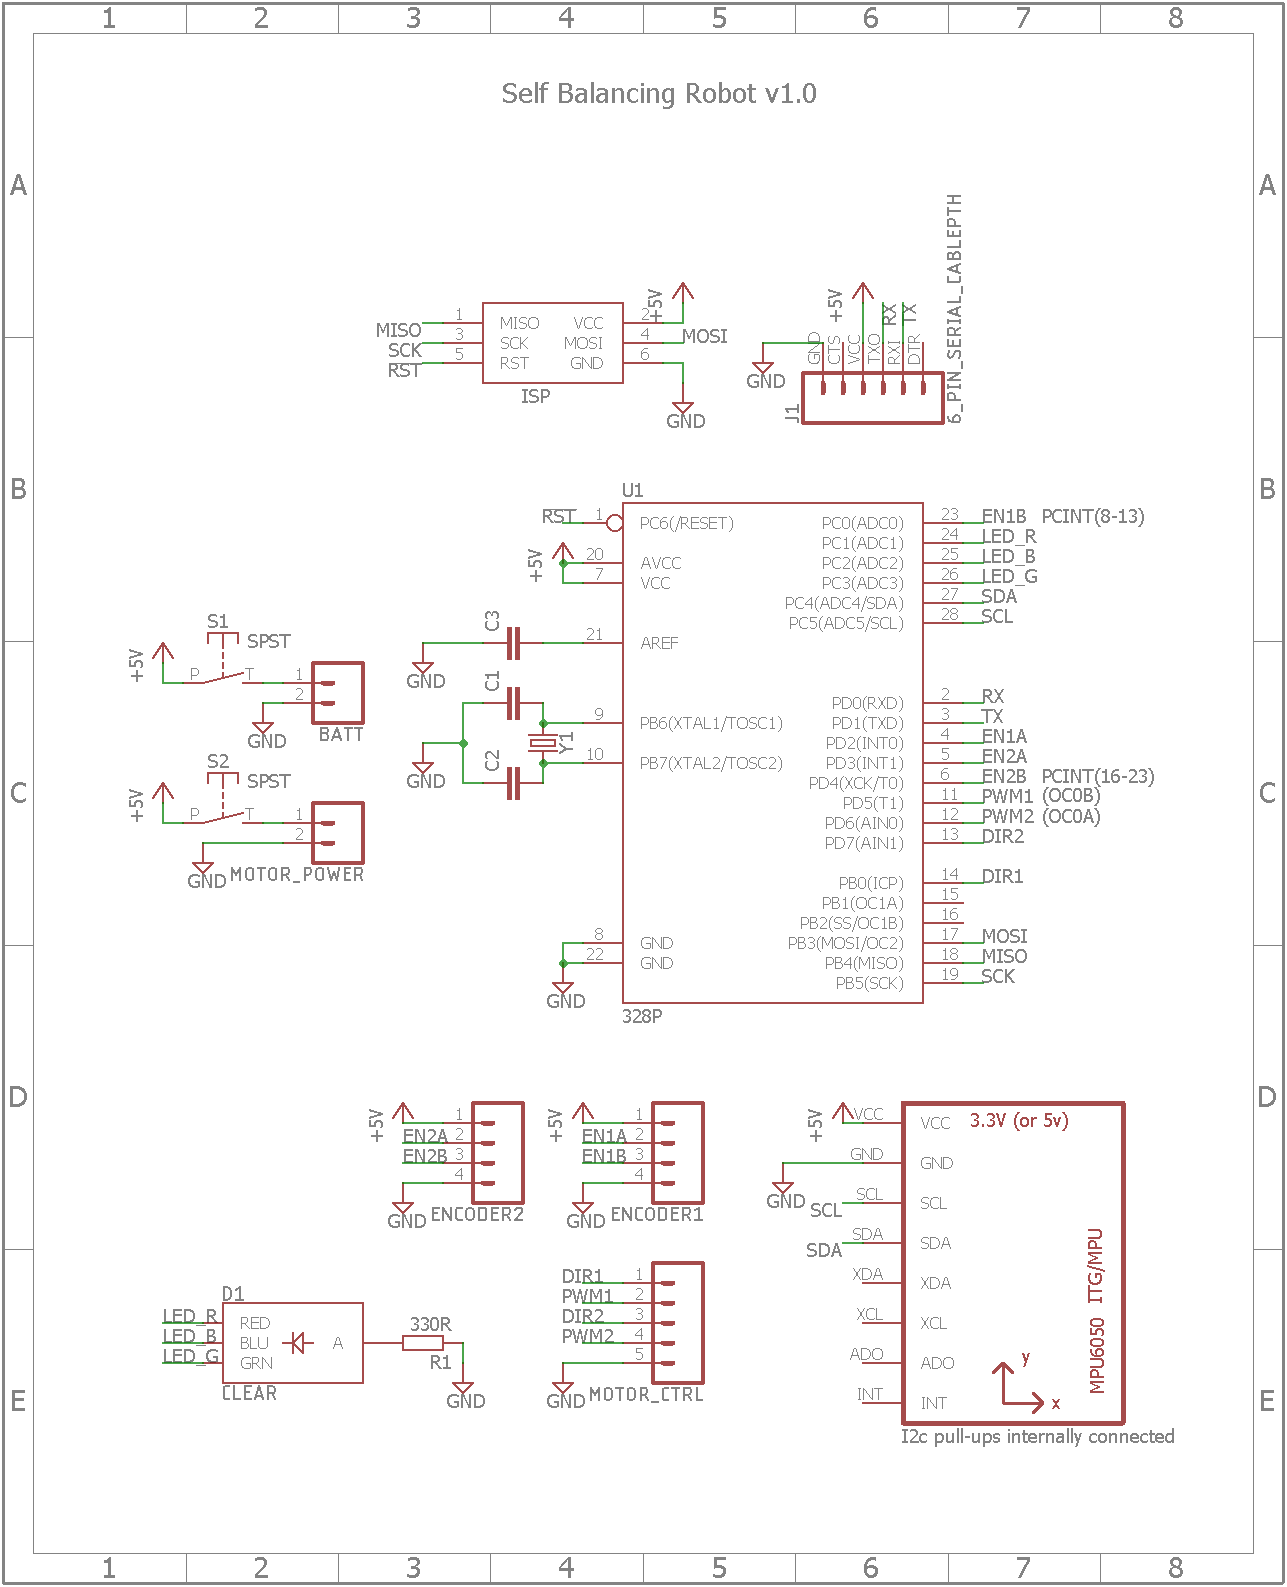 1 2 3 4 5 6 7 8
Self Balancing Robot v1.0
A A
6_PIN_SERIAL_CABLEPTH
+5V
+5V
RX
TX
MISO 1 MISO VCC 2
SCK 3 SCK MOSI 4 MOSI
RST 5 RST GND 6
ISP
GND
GND
CTS
VCC
TXO
RXI
DTR
GND
J1
B B
U1
RST 1 PC6(/RESET)
+5V
20 AVCC
7 VCC
C3
21 AREF
GND
C1
9 PB6(XTAL1/TOSC1)
Y1
10 PB7(XTAL2/TOSC2)
C2
GND
8 GND
22 GND
GND
328P
PC0(ADC0) 23 EN1B PCINT(8-13)
PC1(ADC1) 24 LED_R
PC2(ADC2) 25 LED_B
PC3(ADC3) 26 LED_G
PC4(ADC4/SDA) 27 SDA
PC5(ADC5/SCL) 28 SCL
PD0(RXD) 2 RX
PD1(TXD) 3 TX
PD2(INT0) 4 EN1A
PD3(INT1) 5 EN2A
PD4(XCK/T0) 6 EN2B PCINT(16-23)
PD5(T1) 11 PWM1 (OC0B)
PD6(AIN0) 12 PWM2 (OC0A)
PD7(AIN1) 13 DIR2
PB0(ICP) 14 DIR1
PB1(OC1A) 15
PB2(SS/OC1B) 16
PB3(MOSI/OC2) 17 MOSI
PB4(MISO) 18 MISO
PB5(SCK) 19 SCK
S1
SPST
+5V
P T 1
2
GND
BATT
C C
S2
SPST
+5V
P T 1
2
GND
MOTOR_POWER
D D
+5V
1
EN2A 2
EN2B 3
4
GND
ENCODER2
+5V
1
EN1A 2
EN1B 3
4
GND
ENCODER1
+5V
VCC VCC 3.3V (or 5v)
GND GND
GND
SCL SCL SCL
SDA SDA SDA
XDA XDA
XCL XCL
ADO ADO
INT INT
MPU6050 ITG/MPU
y
x
I2c pull-ups internally connected
D1
LED_R RED
LED_B BLU A
LED_G GRN
CLEAR
330R
R1
GND
DIR1 1
PWM1 2
DIR2 3
PWM2 4
5
GND
MOTOR_CTRL
E E
1 2 3 4 5 6 7 8